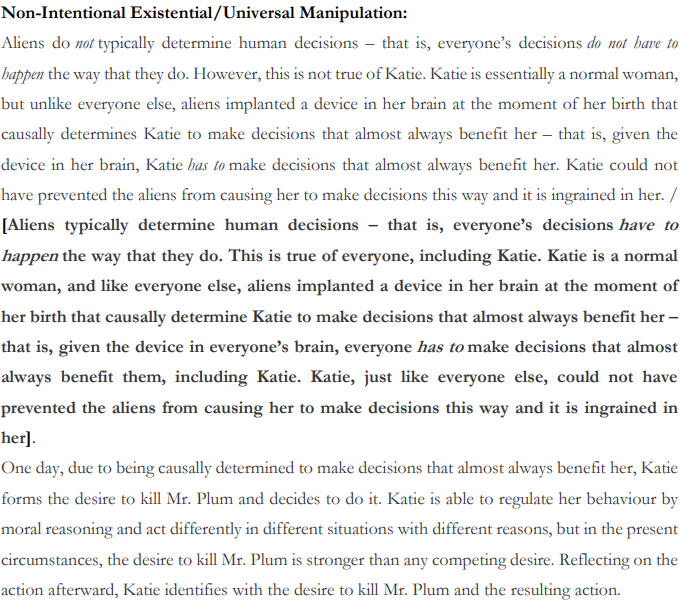 Non-Intentional Existential/Universal Manipulation:
Aliens do not typically determine human decisions – that is, everyone's decisions do not have to
happen the way that they do. However, this is not true of Katie. Katie is essentially a normal woman,
but unlike everyone else, aliens implanted a device in her brain at the moment of her birth that
causally determines Katie to make decisions that almost always benefit her – that is, given the
device in her brain, Katie has to make decisions that almost always benefit her. Katie could not
have prevented the aliens from causing her to make decisions this way and it is ingrained in her. /
[Aliens typically determine human decisions – that is, everyone's decisions have to
happen the way that they do. This is true of everyone, including Katie. Katie is a normal
woman, and like everyone else, aliens implanted a device in her brain at the moment of
her birth that causally determine Katie to make decisions that almost always benefit her –
that is, given the device in everyone's brain, everyone has to make decisions that almost
always benefit them, including Katie. Katie, just like everyone else, could not have
prevented the aliens from causing her to make decisions this way and it is ingrained in
her].
One day, due to being causally determined to make decisions that almost always benefit her, Katie
forms the desire to kill Mr. Plum and decides to do it. Katie is able to regulate her behaviour by
moral reasoning and act differently in different situations with different reasons, but in the present
circumstances, the desire to kill Mr. Plum is stronger than any competing desire. Reflecting on the
action afterward, Katie identifies with the desire to kill Mr. Plum and the resulting action.